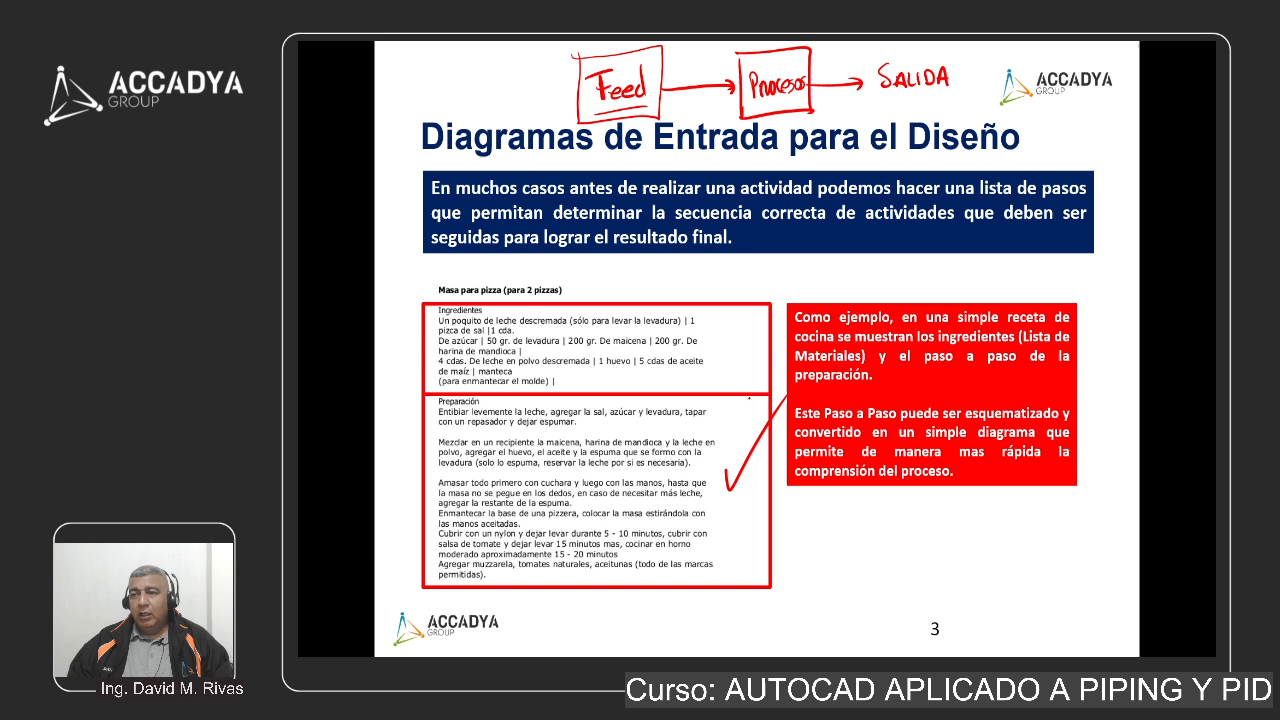 ACCADYA
GROUP
Feed
Procesos
SALIDA
ACCADYA
GROUP
Diagramas de Entrada para el Diseño
En muchos casos antes de realizar una actividad podemos hacer una lista de pasos
que permitan determinar la secuencia correcta de actividades que deben ser
seguidas para lograr el resultado final.
Masa para pizza (para 2 pizzas)
Ingredientes
Un poquito de leche descremada (sólo para levar la levadura) | 1
pizca de sal |1 cda.
De azúcar | 50 gr. de levadura | 200 gr. De maicena | 200 gr. De
harina de mandioca |
4 cdas. De leche en polvo descremada | 1 huevo | 5 cdas de aceite
de maíz | manteca
(para enmantecar el molde) |
Preparación
Entibiar levemente la leche, agregar la sal, azúcar y levadura, tapar
con un repasador y dejar espumar.
Mezclar en un recipiente la maicena, harina de mandioca y la leche en
polvo, agregar el huevo, el aceite y la espuma que se formo con la
levadura (solo lo espuma, reservar la leche por si es necesaria).
Amasar todo primero con cuchara y luego con las manos, hasta que
la masa no se pegue en los dedos, en caso de necesitar más leche,
agregar la restante de la espuma.
Enmantecar la base de una pizzera, colocar la masa estirándola con
las manos aceitadas.
Cubrir con un nylon y dejar levar durante 5 - 10 minutos, cubrir con
salsa de tomate y dejar levar 15 minutos mas, cocinar en horno
moderado aproximadamente 15 - 20 minutos
Agregar muzzarela, tomates naturales, aceitunas (todo de las marcas
permitidas).
Como ejemplo, en una simple receta de
cocina se muestran los ingredientes (Lista de
Materiales) y el paso a paso de la
preparación.
Este Paso a Paso puede ser esquematizado y
convertido en un simple diagrama que
permite de manera mas rápida la
comprensión del proceso.
ACCADYA
GROUP
3
Ing. David M. Rivas
Curso: AUTOCAD APLICADO A PIPING Y PID